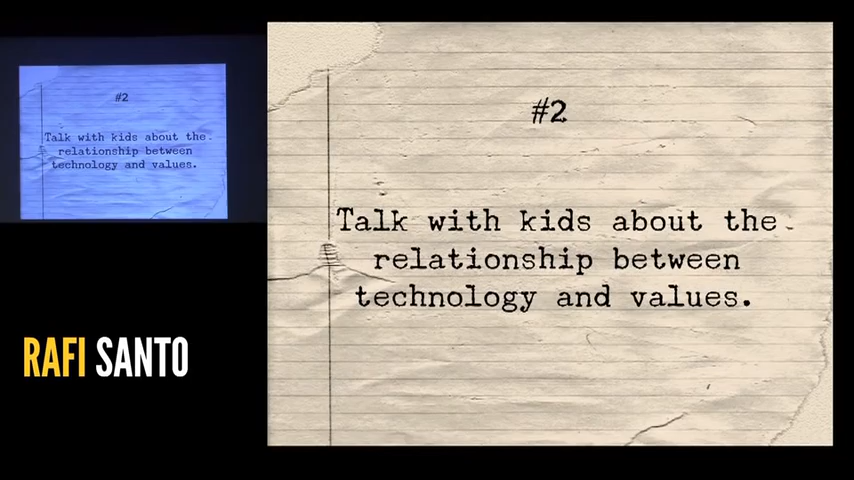 #2
Talk with kids about the
relationship between
technology and values.
RAFI SANTO
#2
Talk with kids about the
relationship between
technology and values.